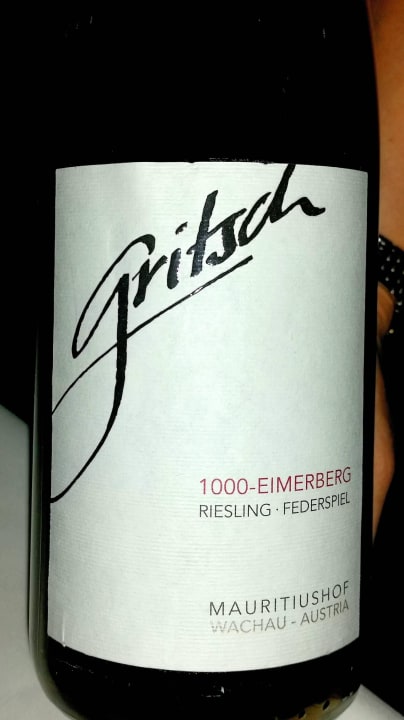 Gritsch
1000-EIMERBERG
RIESLING · FEDERSPIEL
MAURITIUSHOF
WACHAU - AUSTRIA